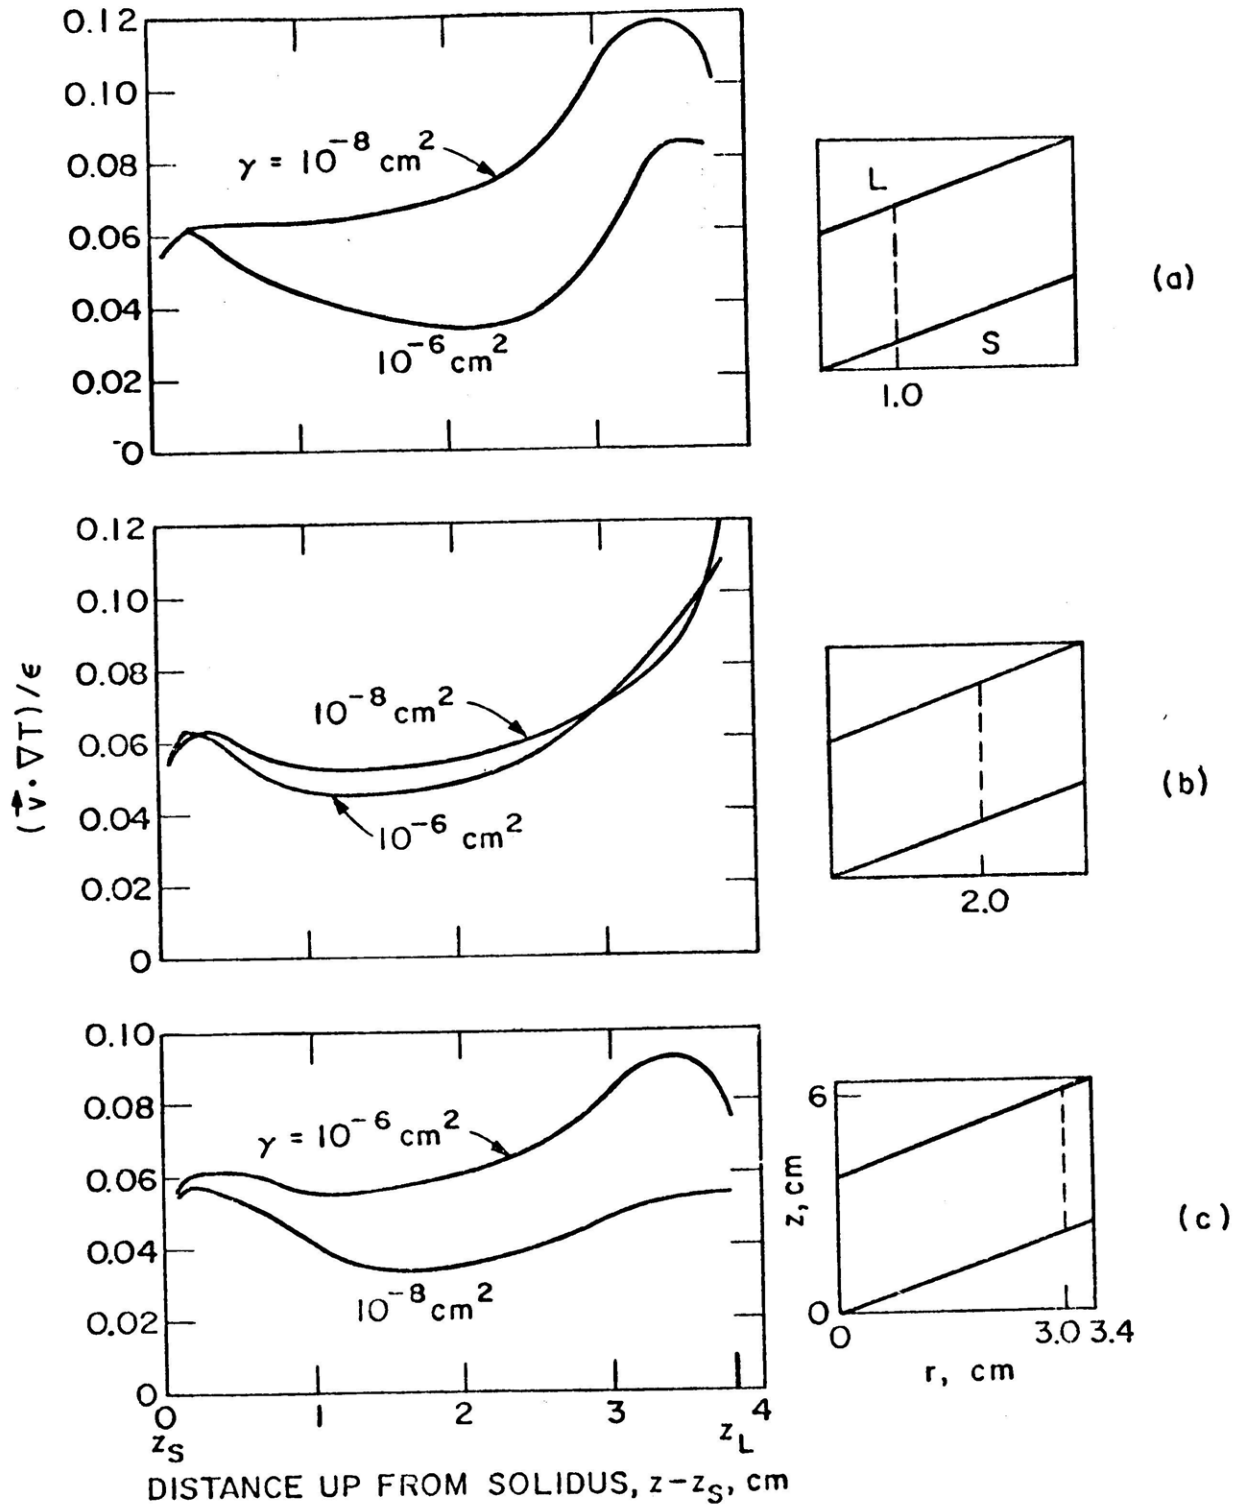 0.12
0.10
0.08
0.06
0.04
0.02
0
γ = 10⁻⁸ cm²
10⁻⁶ cm²
L
S
1.0
(a)
0.12
0.10
0.08
0.06
0.04
0.02
0
10⁻⁸ cm²
10⁻⁶ cm²
2.0
(b)
(v⃗ · ∇T)/ϵ
0.10
0.08
0.06
0.04
0.02
0
γ = 10⁻⁶ cm²
10⁻⁸ cm²
0 1 2 3 4
z_S z_L
DISTANCE UP FROM SOLIDUS, z-z_S, cm
6
0
z, cm
0 3.0 3.4
r, cm
(c)